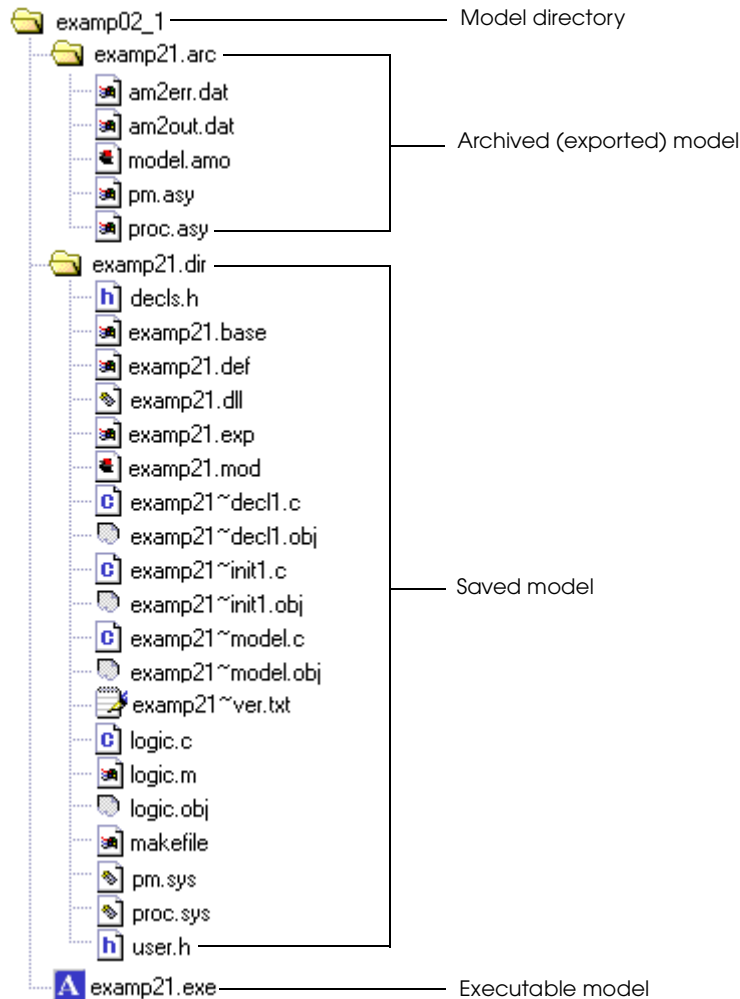 examp02_1 Model directory
examp21.arc
am2err.dat
am2out.dat
model.amo Archived (exported) model
pm.asy
proc.asy
examp21.dir
decls.h
examp21.base
examp21.def
examp21.dll
examp21.exp
examp21.mod
examp21~decl1.c
examp21~decl1.obj
examp21~init1.c
examp21~init1.obj Saved model
examp21~model.c
examp21~model.obj
examp21~ver.txt
logic.c
logic.m
logic.obj
makefile
pm.sys
proc.sys
user.h
examp21.exe Executable model